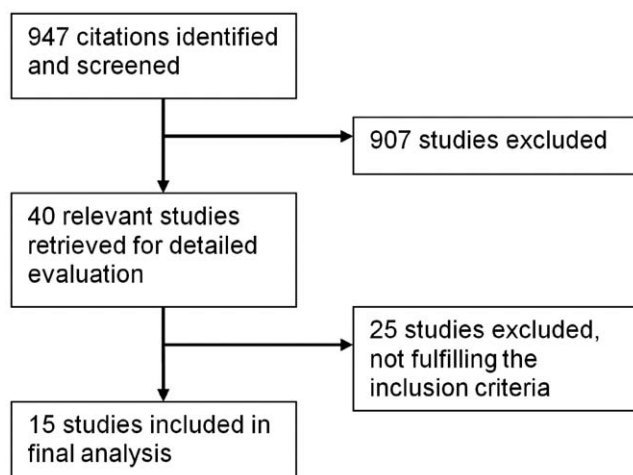 947 citations identified
and screened
907 studies excluded
40 relevant studies
retrieved for detailed
evaluation
25 studies excluded,
not fulfilling the
inclusion criteria
15 studies included in
final analysis